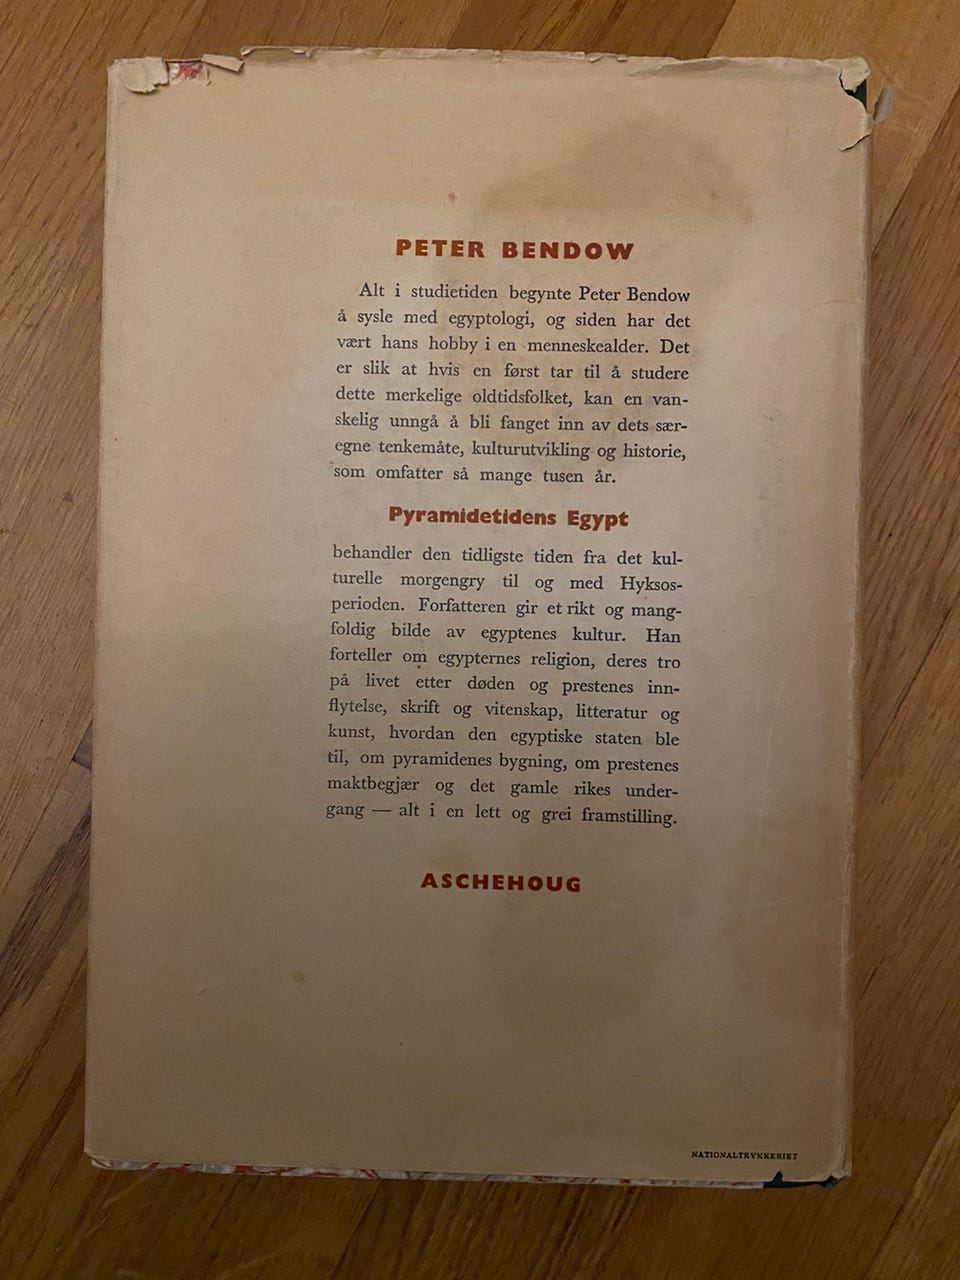 PETER BENDOW
Alt i studietiden begynte Peter Bendow
å sysle med egyptologi, og siden har det
vært hans hobby i en menneskealder. Det
er slik at hvis en først tar til å studere
dette merkelige oldtidsfolket, kan en van-
skelig unngå å bli fanget inn av dets sær-
egne tenkemåte, kulturutvikling og historie,
som omfatter så mange tusen år.
Pyramidetidens Egypt
behandler den tidligste tiden fra det kul-
turelle morgengry til og med Hyksos-
perioden. Forfatteren gir et rikt og mang-
foldig bilde av egyptenes kultur. Han
forteller om egypternes religion, deres tro
på livet etter døden og prestenes inn-
flytelse, skrift og vitenskap, litteratur og
kunst, hvordan den egyptiske staten ble
til, om pyramidenes bygning, om prestenes
maktbegjær og det gamle rikes under-
gang — alt i en lett og grei framstilling.
ASCHEHOUG
NATIONALTRYKKERIET